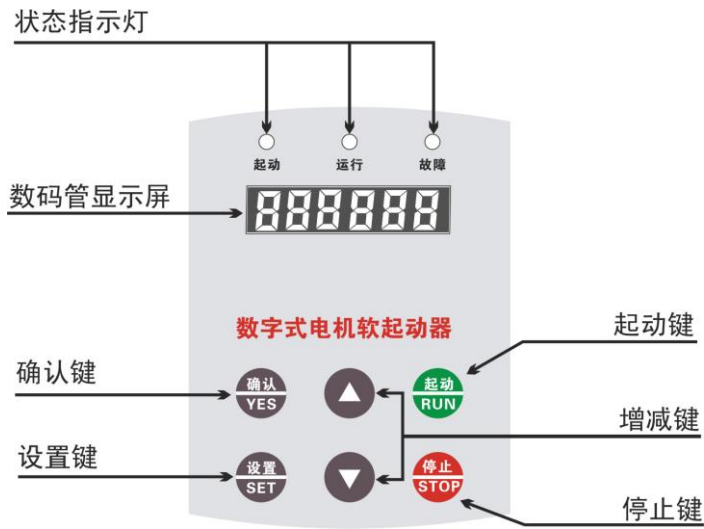 状态指示灯
起动 运行 故障
数码管显示屏
888888
数字式电机软起动器
起动键
确认键
确认
YES
起动
RUN
增减键
设置键
设置
SET
停止
STOP
停止键